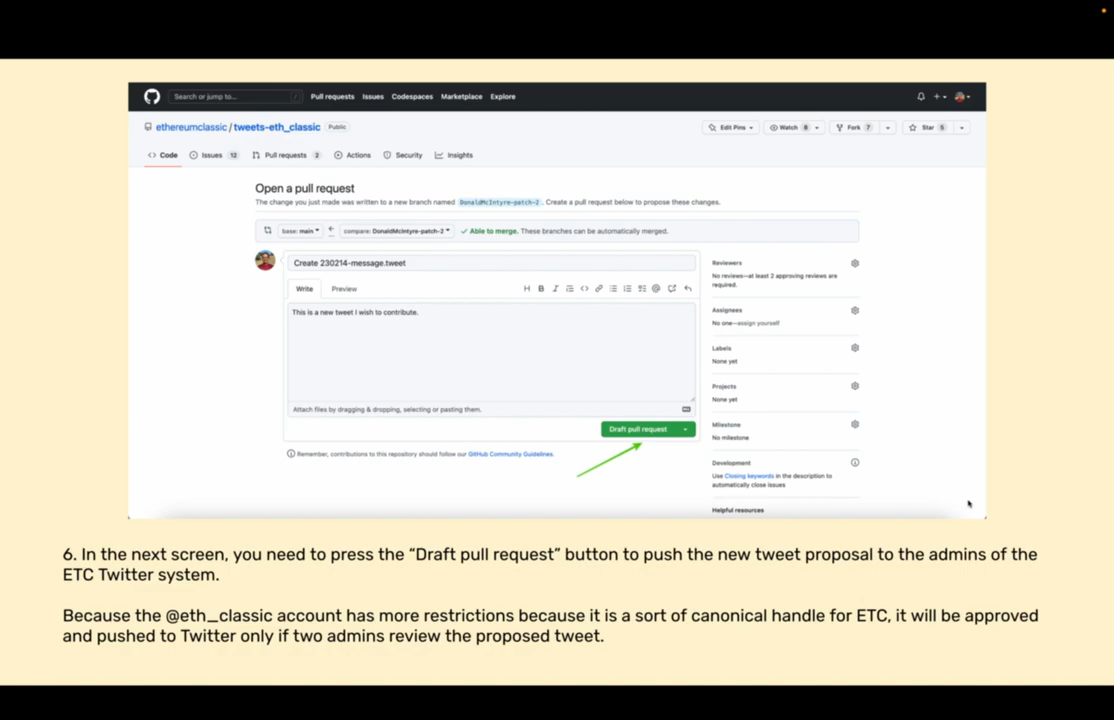 Search or jump to... /
Pull requests Issues Codespaces Marketplace Explore
ethereumclassic / tweets-eth_classic Public
Edit Pins Watch 8 Fork 7 Star 5
Code Issues 12 Pull requests 2 Actions Security Insights
Open a pull request
The change you just made was written to a new branch named DonaldMcIntyre-patch-2. Create a pull request below to propose these changes.
base: main compare: DonaldMcIntyre-patch-2 Able to merge. These branches can be automatically merged.
Create 230214-message.tweet
Write Preview
This is a new tweet I wish to contribute.
Attach files by dragging & dropping, selecting or pasting them.
Draft pull request
Remember, contributions to this repository should follow our GitHub Community Guidelines.
Reviewers
No reviews—at least 2 approving reviews are
required.
Assignees
No one—assign yourself
Labels
None yet
Projects
None yet
Milestone
No milestone
Development
Use Closing keywords in the description to
automatically close issues
Helpful resources
6. In the next screen, you need to press the “Draft pull request” button to push the new tweet proposal to the admins of the
ETC Twitter system.
Because the @eth_classic account has more restrictions because it is a sort of canonical handle for ETC, it will be approved
and pushed to Twitter only if two admins review the proposed tweet.